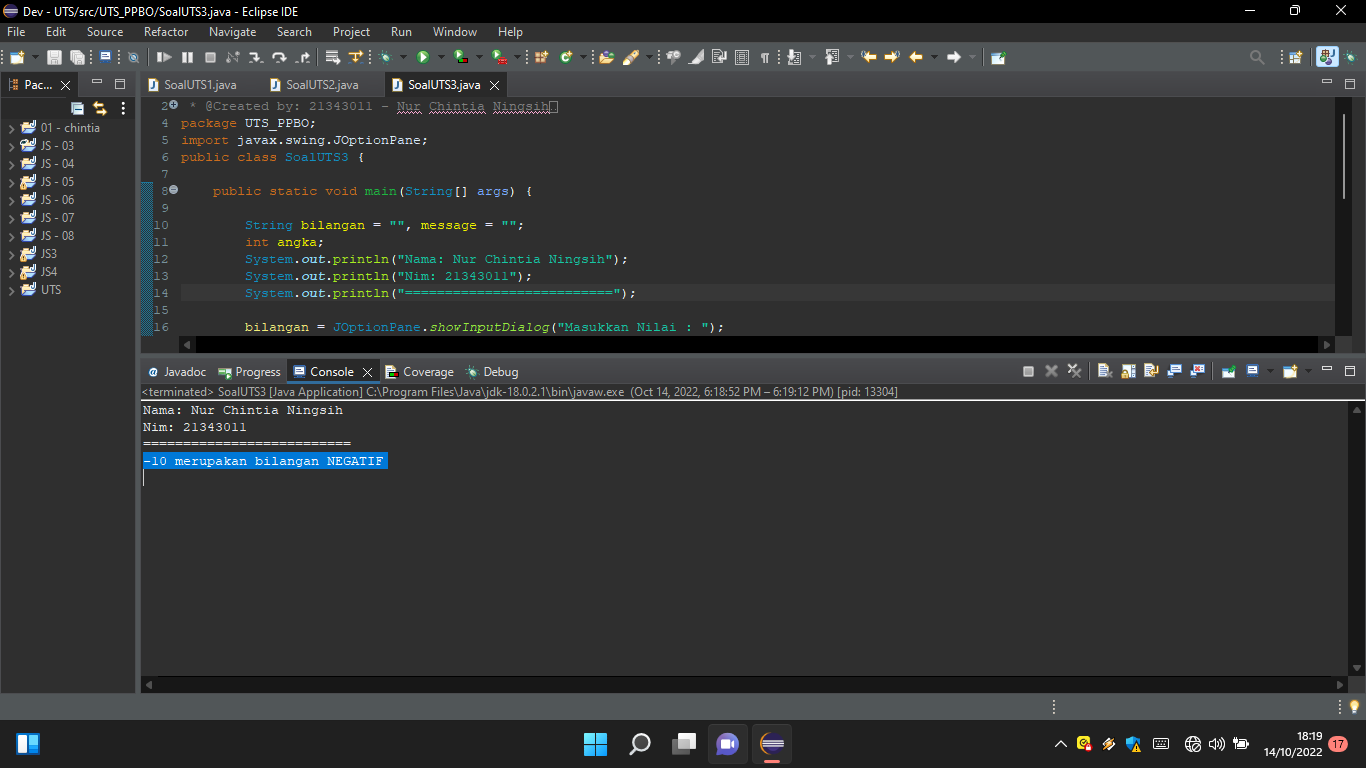 Dev - UTS/src/UTS_PPBO/SoalUTS3.java - Eclipse IDE
File Edit Source Refactor Navigate Search Project Run Window Help
Pac...
SoalUTS1.java SoalUTS2.java SoalUTS3.java
01 - chintia
JS - 03
JS - 04
JS - 05
JS - 06
JS - 07
JS - 08
JS3
JS4
UTS
2 * @Created by: 21343011 - Nur Chintia Ningsih
4 package UTS_PPBO;
5 import javax.swing.JOptionPane;
6 public class SoalUTS3 {
7
8 public static void main(String[] args) {
9
10 String bilangan = "", message = "";
11 int angka;
12 System.out.println("Nama: Nur Chintia Ningsih");
13 System.out.println("Nim: 21343011");
14 System.out.println("==========================");
15
16 bilangan = JOptionPane.showInputDialog("Masukkan Nilai : ");
Javadoc Progress Console Coverage Debug
<terminated> SoalUTS3 [Java Application] C:\Program Files\Java\jdk-18.0.2.1\bin\javaw.exe (Oct 14, 2022, 6:18:52 PM – 6:19:12 PM) [pid: 13304]
Nama: Nur Chintia Ningsih
Nim: 21343011
==========================
-10 merupakan bilangan NEGATIF
18:19
14/10/2022
17